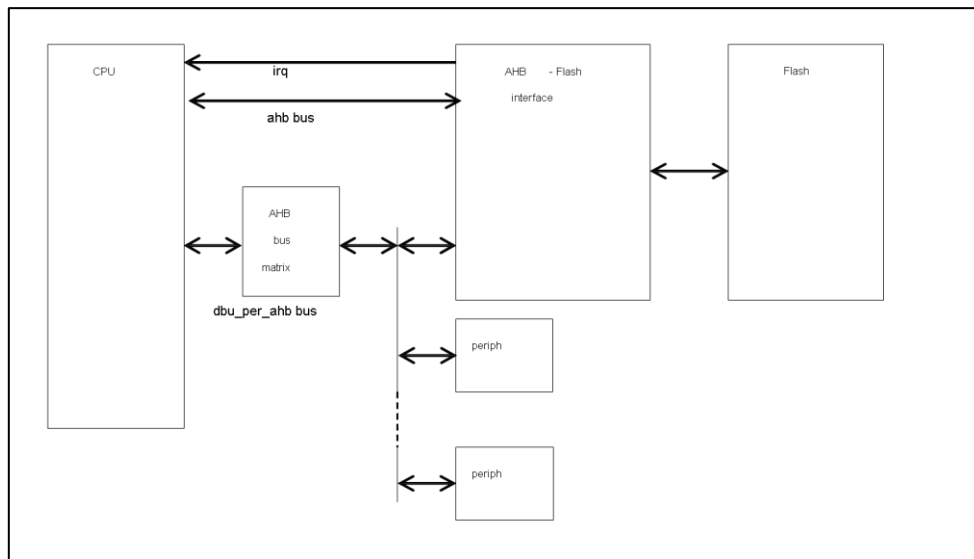 CPU
irq
ahb bus
AHB - Flash
interface
Flash
AHB
bus
matrix
dbu_per_ahb bus
periph
periph